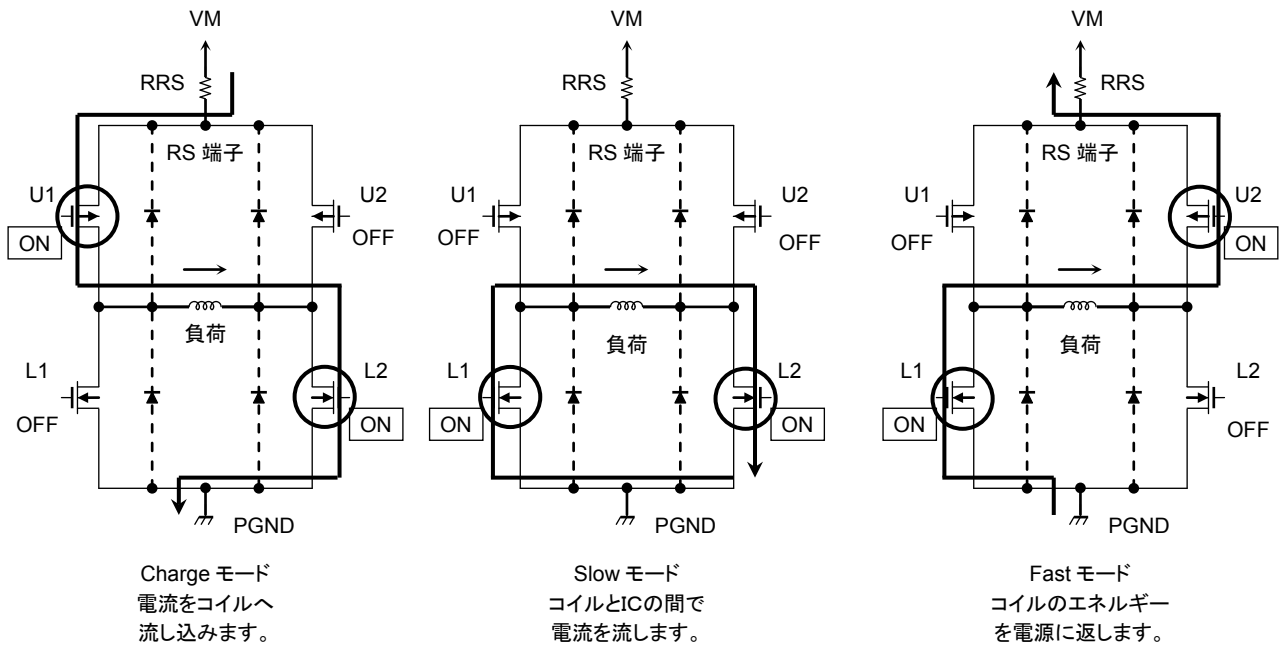 VM
RRS
RS 端子
U1
ON
U2
OFF
負荷
L1
OFF
L2
ON
PGND
Charge モード
電流をコイルへ
流し込みます。
VM
RRS
RS 端子
U1
OFF
U2
OFF
負荷
L1
ON
L2
ON
PGND
Slow モード
コイルとICの間で
電流を流します。
VM
RRS
RS 端子
U1
OFF
U2
ON
負荷
L1
ON
L2
OFF
PGND
Fast モード
コイルのエネルギー
を電源に返します。